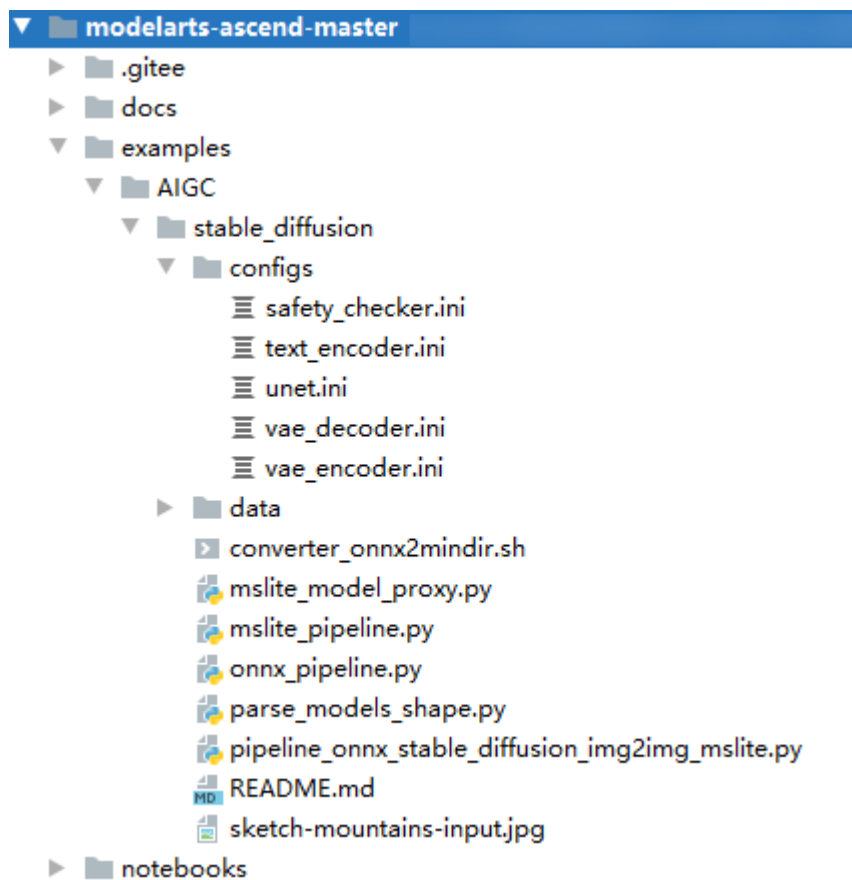 modelarts-ascend-master
.gitee
docs
examples
AIGC
stable_diffusion
configs
safety_checker.ini
text_encoder.ini
unet.ini
vae_decoder.ini
vae_encoder.ini
data
converter_onnx2mindir.sh
mslite_model_proxy.py
mslite_pipeline.py
onnx_pipeline.py
parse_models_shape.py
pipeline_onnx_stable_diffusion_img2img_mslite.py
MD README.md
sketch-mountains-input.jpg
notebooks